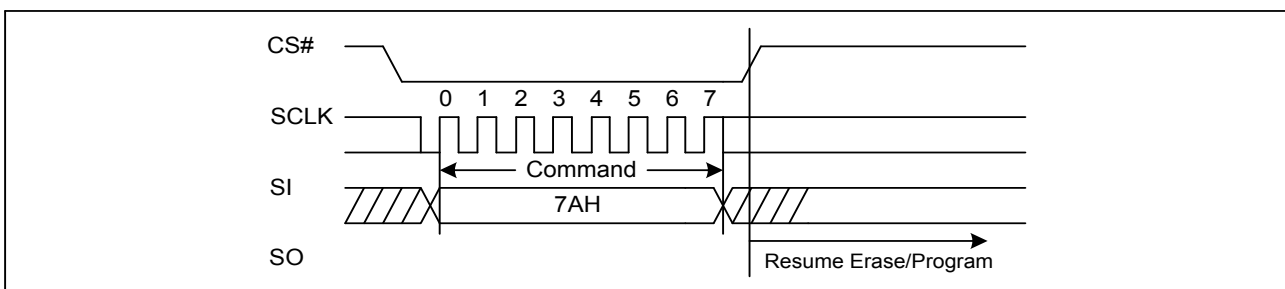 CS#
0 1 2 3 4 5 6 7
SCLK
Command
SI
7AH
SO
Resume Erase/Program